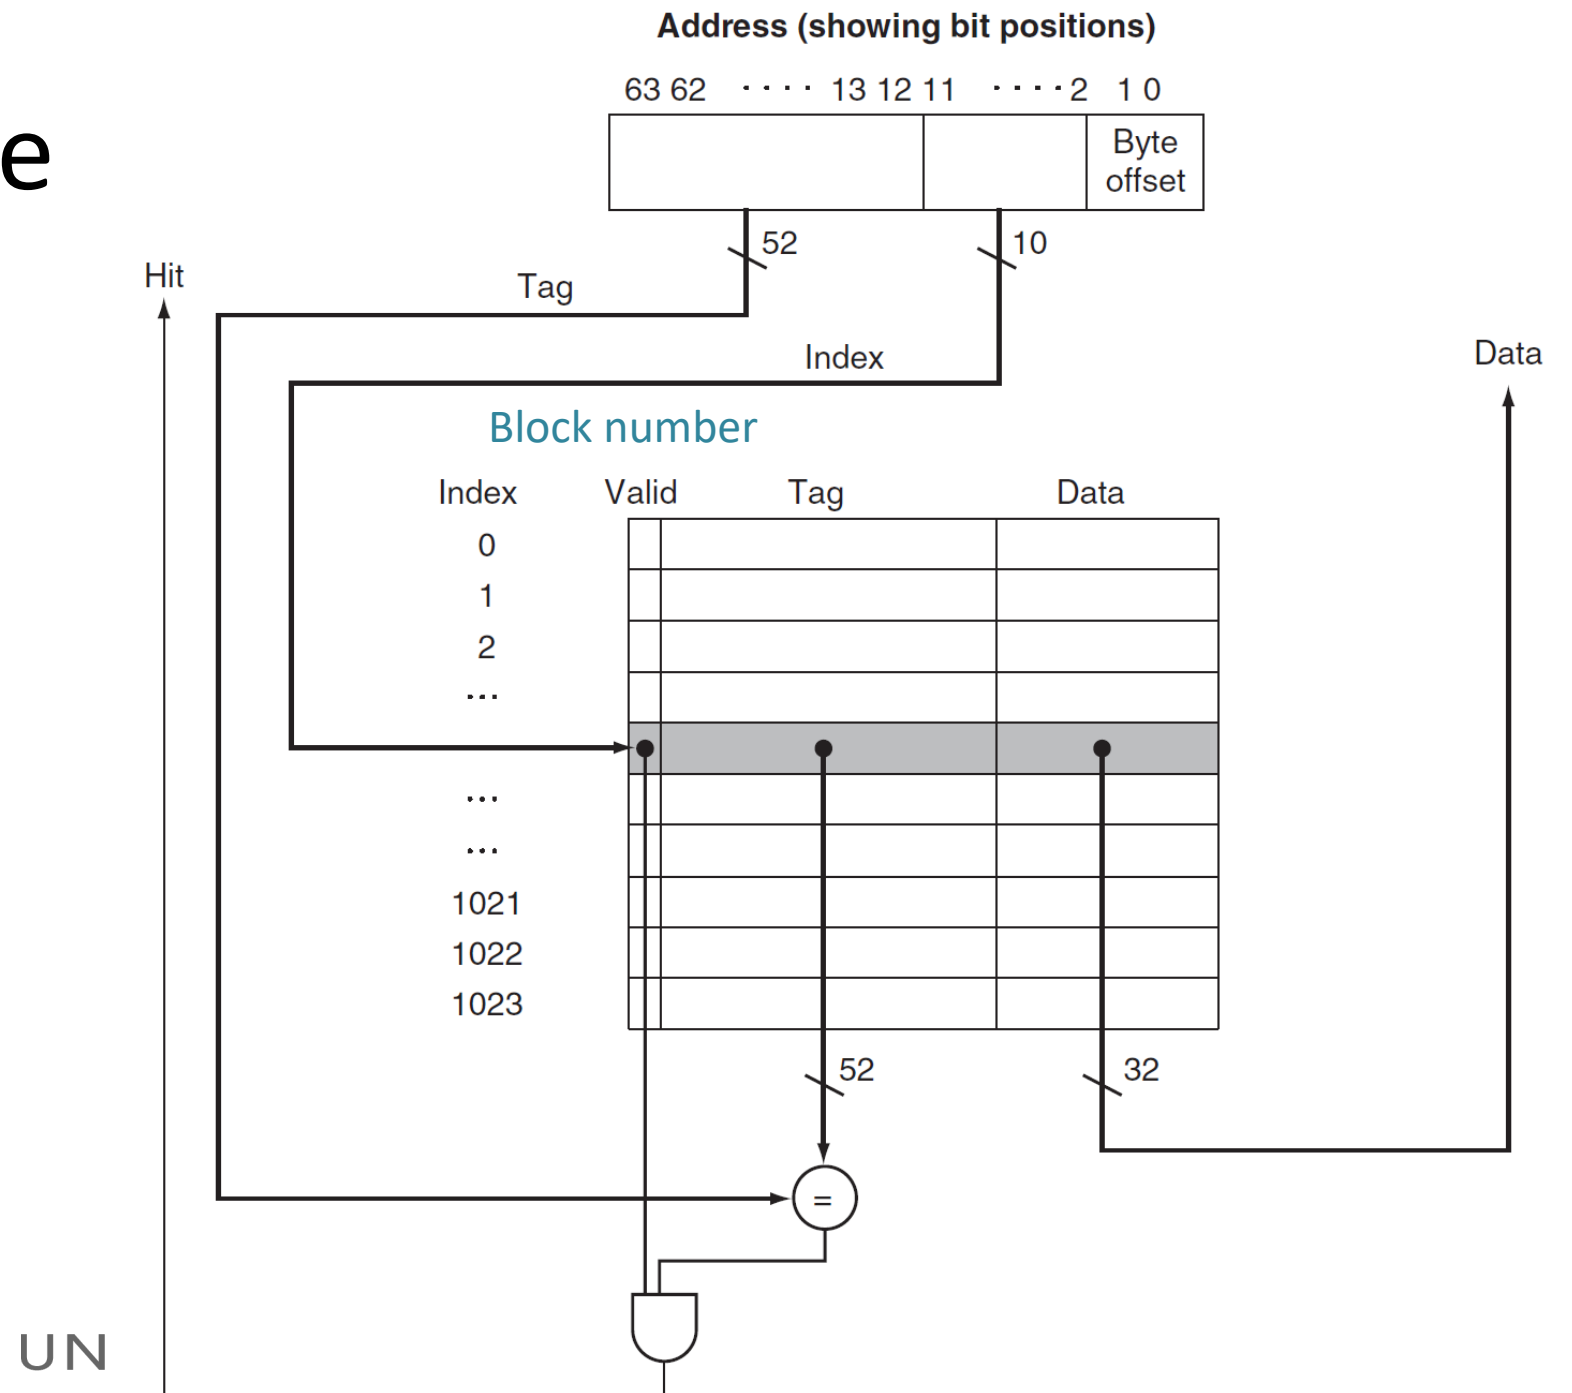 Address (showing bit positions)
63 62 ···· 13 12 11 ···· 2 1 0
e
Byte
offset
52 10
Hit
Tag
Data
Index
Block number
Index Valid Tag Data
0
1
2
...
...
...
1021
1022
1023
52 32
=
UN